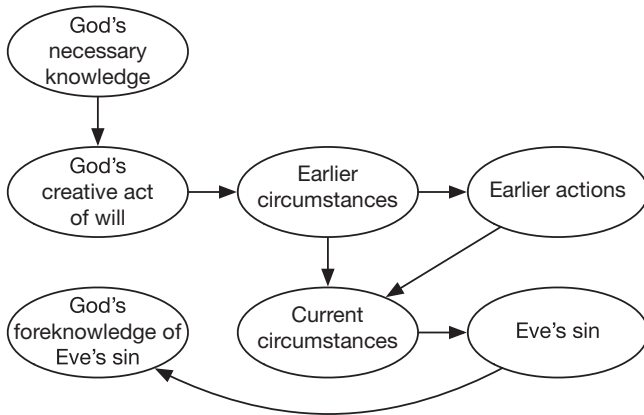 God's
necessary
knowledge
God's
creative act
of will
Earlier
circumstances
Earlier actions
God's
foreknowledge of
Eve's sin
Current
circumstances
Eve's sin